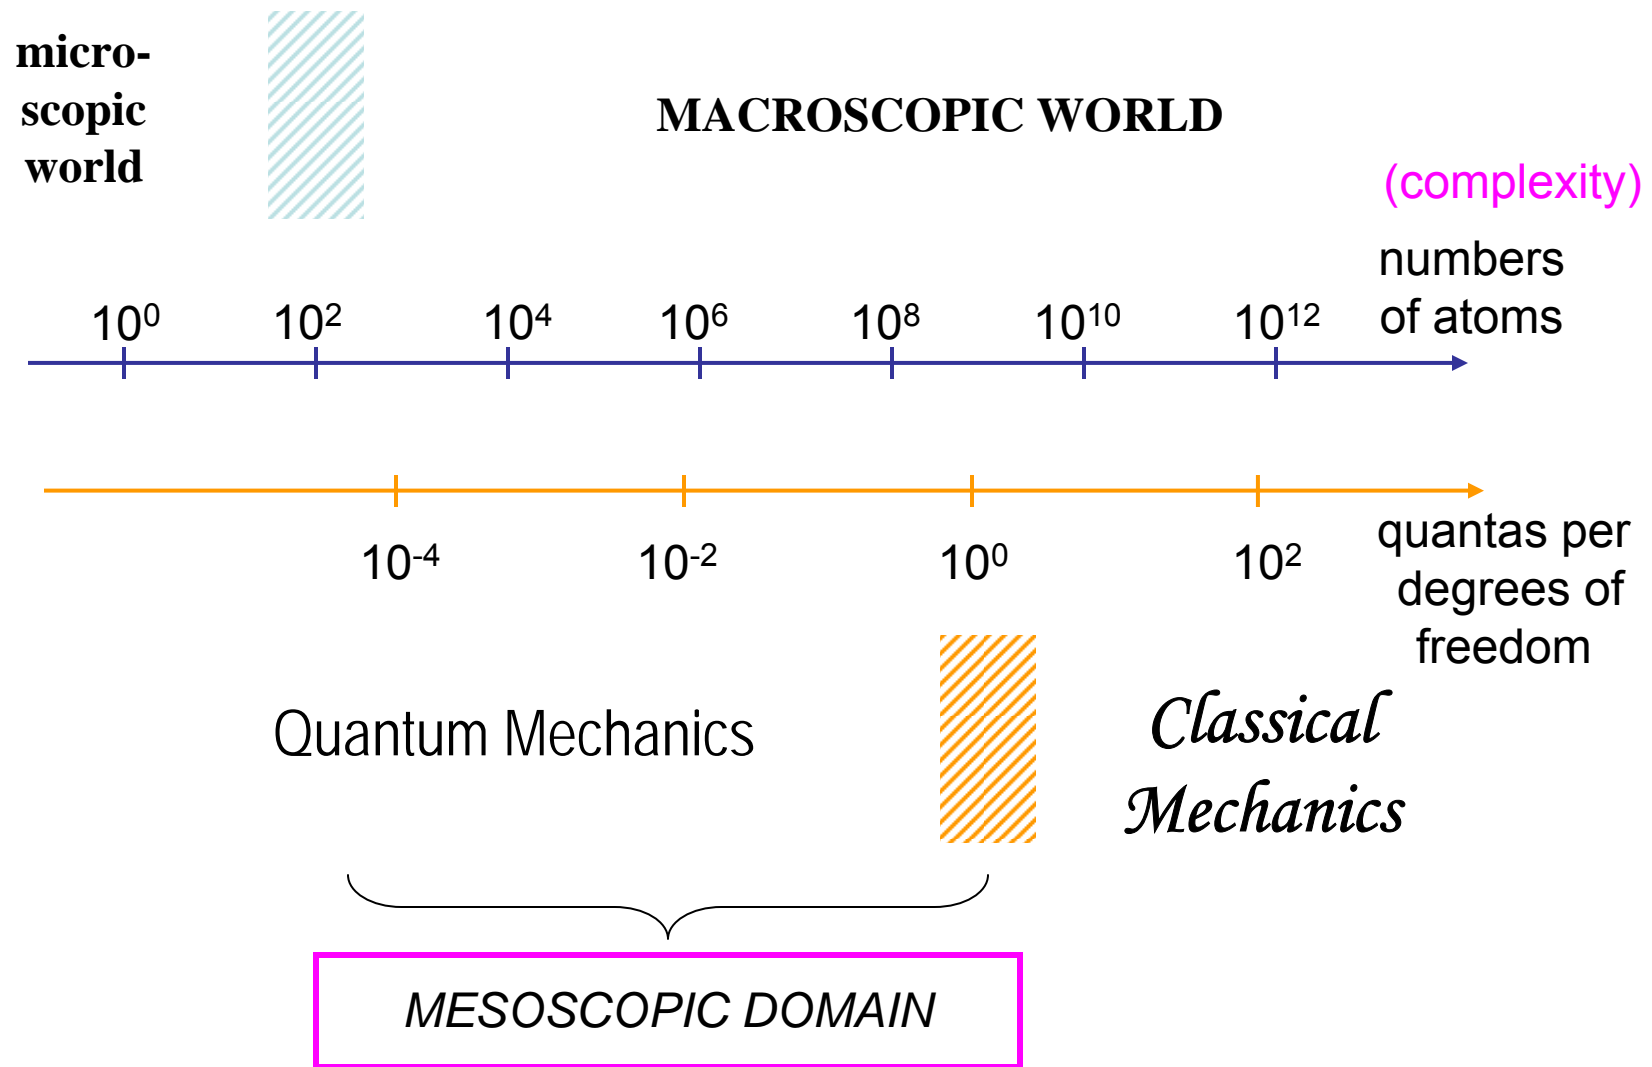 micro-
scopic
world
MACROSCOPIC WORLD
(complexity)
numbers
of atoms
10⁰ 10² 10⁴ 10⁶ 10⁸ 10¹⁰ 10¹²
10⁻⁴ 10⁻² 10⁰ 10²
quantas per
degrees of
freedom
Quantum Mechanics
Classical
Mechanics
MESOSCOPIC DOMAIN